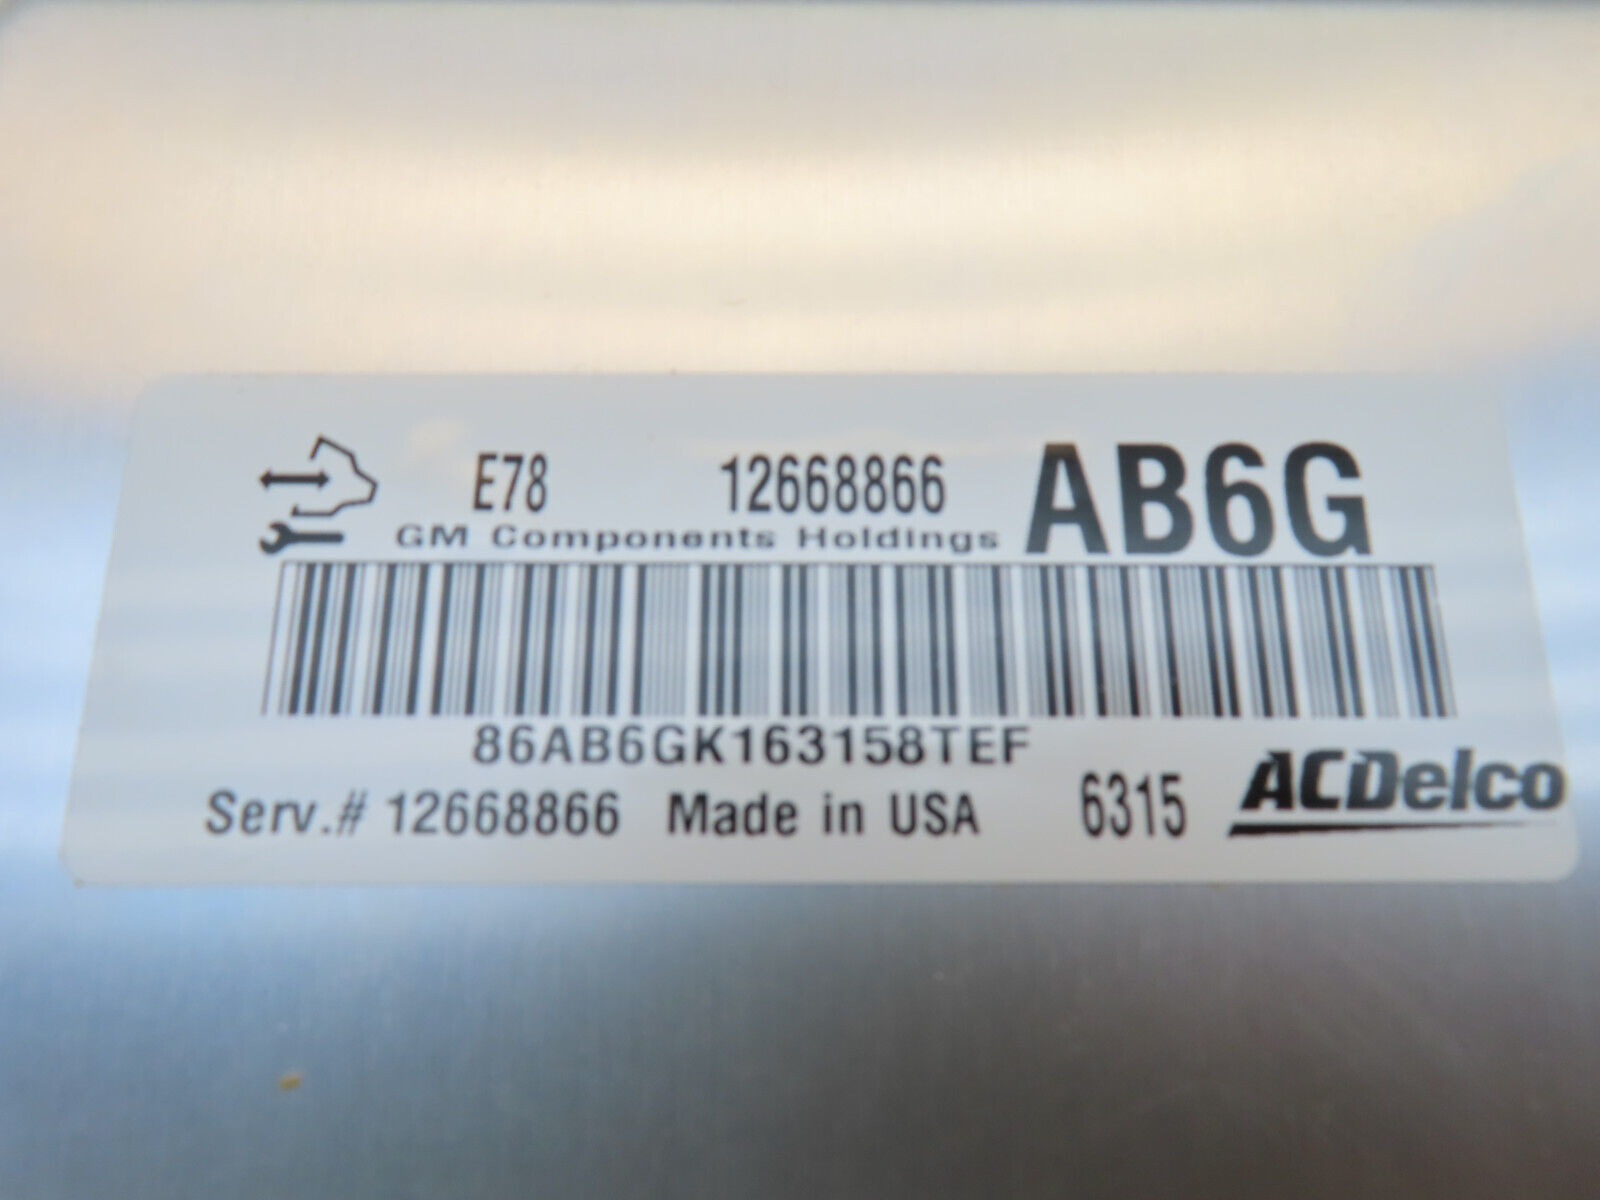 E78 12668866 AB6G
GM Components Holdings
86AB6GK163158TEF
Serv.# 12668866 Made in USA 6315 ACDelco